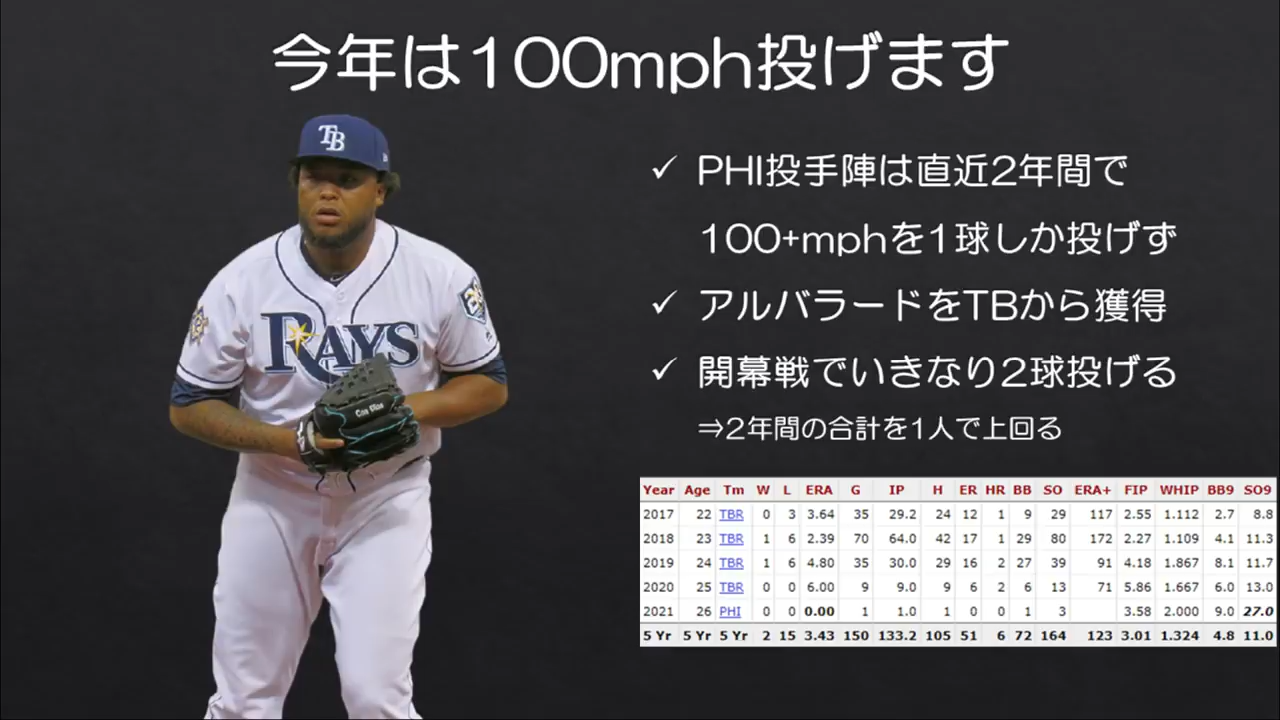 今年は100mph投げます
TB
RAYS
✓ PHI投手陣は直近2年間で
100+mphを1球しか投げず
✓ アルバラードをTBから獲得
✓ 開幕戦でいきなり2球投げる
⇒2年間の合計を1人で上回る
Year Age Tm W L ERA G IP H ER HR BB SO ERA+ FIP WHIP BB9 SO9
2017 22 TBR 0 3 3.64 35 29.2 24 12 1 9 29 117 2.55 1.112 2.7 8.8
2018 23 TBR 1 6 2.39 70 64.0 42 17 1 29 80 172 2.27 1.109 4.1 11.3
2019 24 TBR 1 6 4.80 35 30.0 29 16 2 27 39 91 4.18 1.867 8.1 11.7
2020 25 TBR 0 0 6.00 9 9.0 9 6 2 6 13 71 5.86 1.667 6.0 13.0
2021 26 PHI 0 0 0.00 1 1.0 1 0 0 1 3 3.58 2.000 9.0 27.0
5 Yr 5 Yr 5 Yr 2 15 3.43 150 133.2 105 51 6 72 164 123 3.01 1.324 4.8 11.0